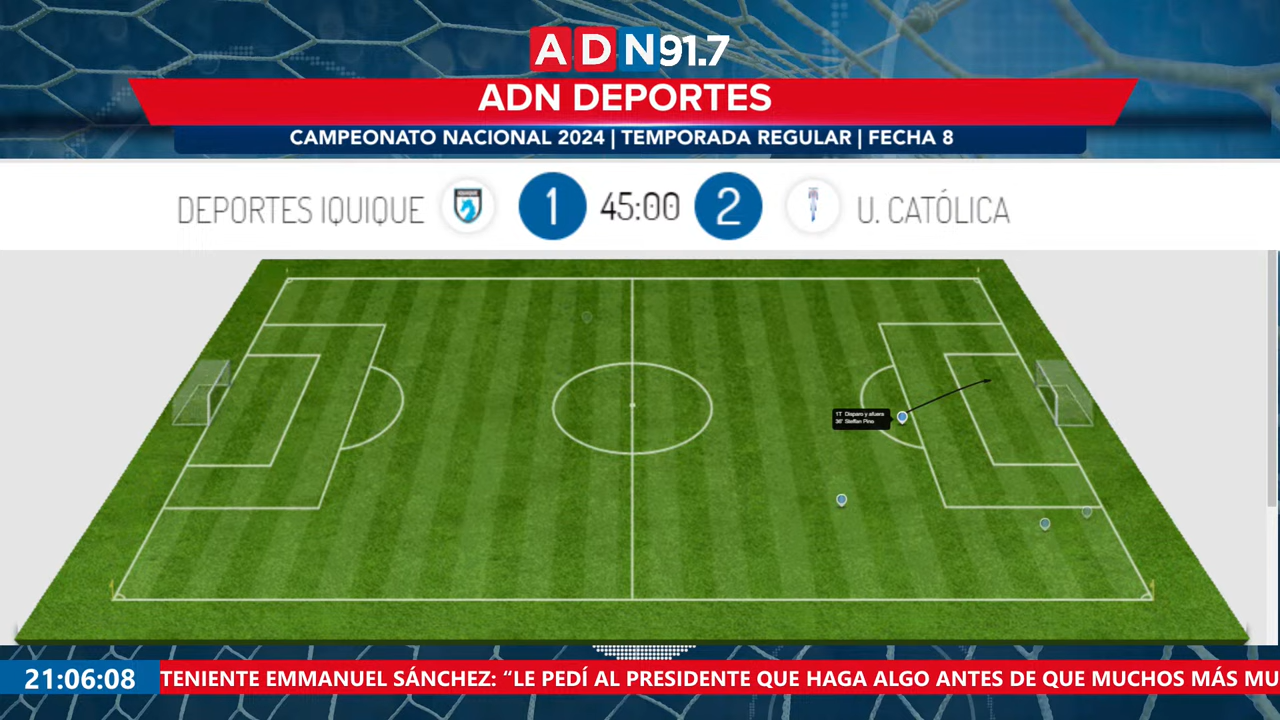 ADN91.7
ADN DEPORTES
CAMPEONATO NACIONAL 2024 | TEMPORADA REGULAR | FECHA 8
DEPORTES IQUIQUE 1 45:00 2 U. CATÓLICA
1T Disparo y afuera
36' Steffan Pino
21:06:08 TENIENTE EMMANUEL SÁNCHEZ: “LE PEDÍ AL PRESIDENTE QUE HAGA ALGO ANTES DE QUE MUCHOS MÁS MU